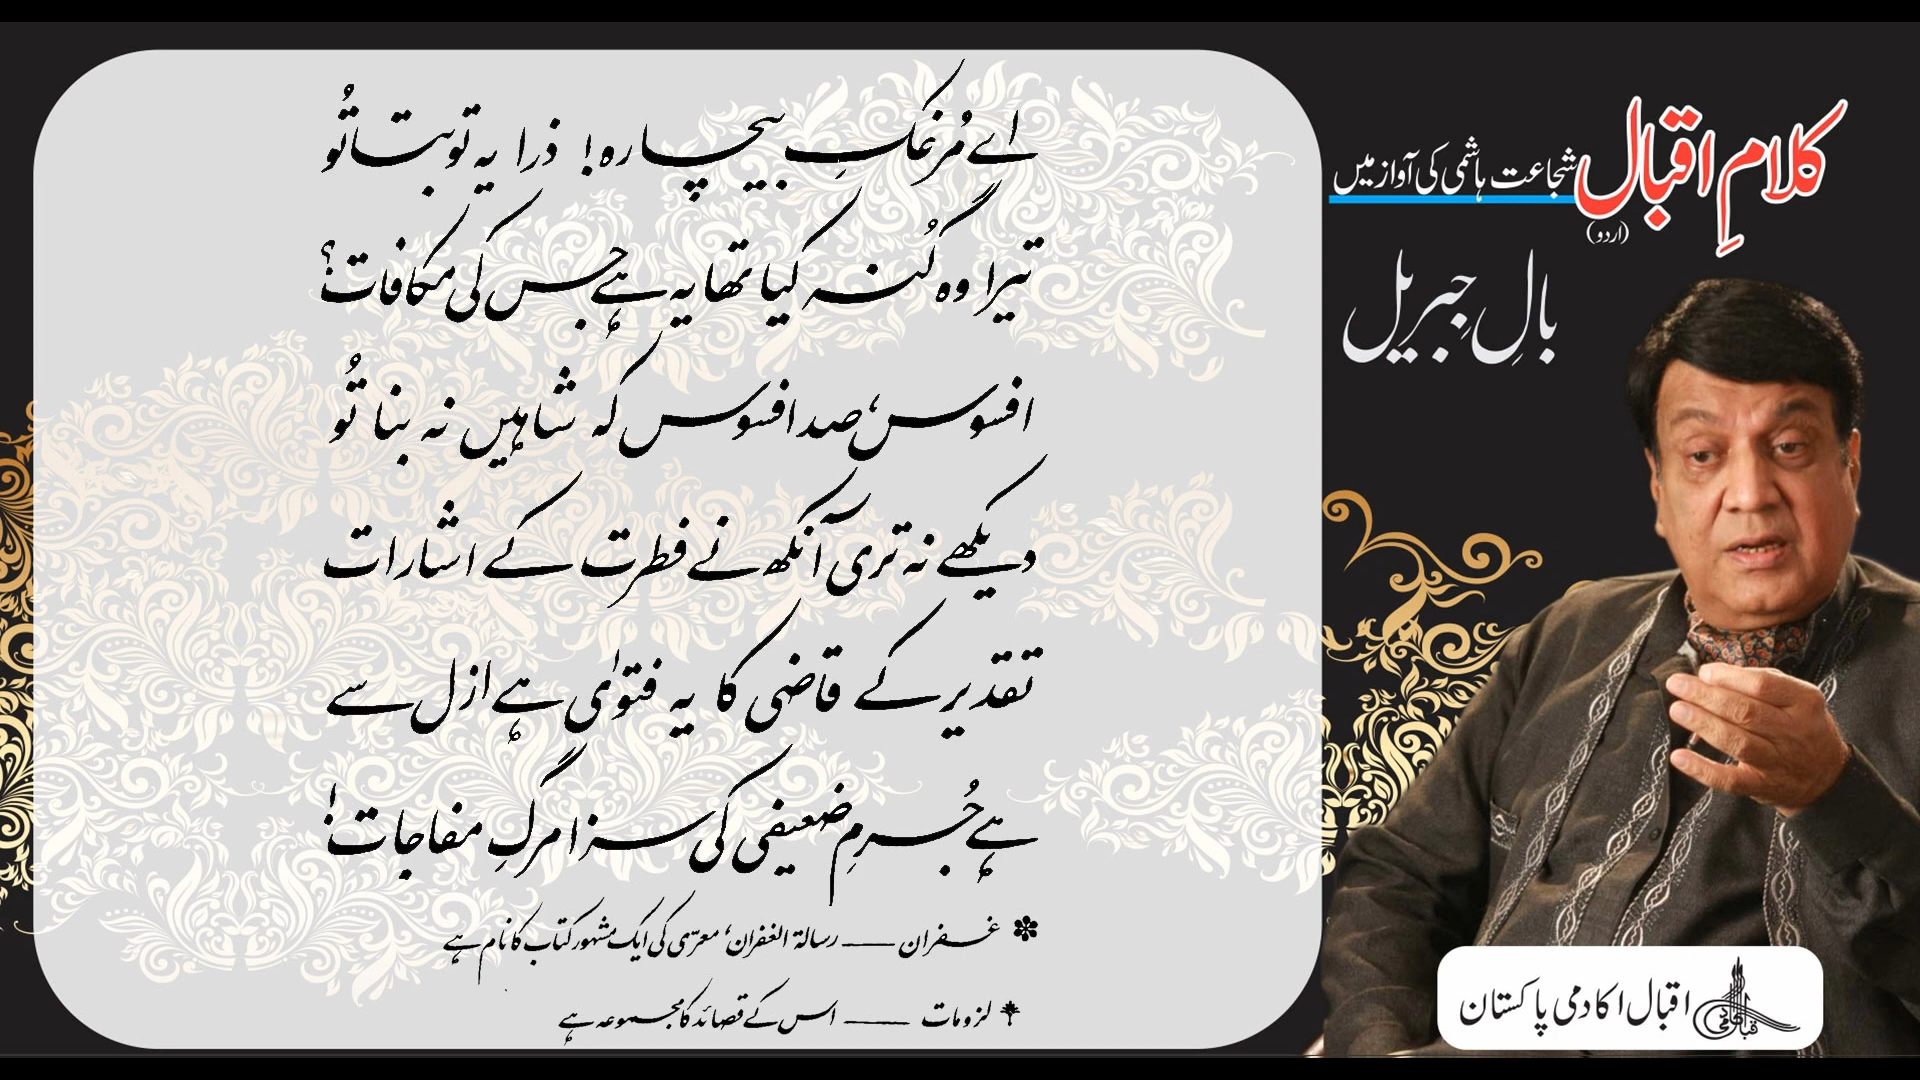 اے مُرغکِ بیچارہ! ذرا یہ تو بتا تُو
تیرا وہ گُنہ کیا تھا یہ ہے جس کی مکافات؟
افسوس، صد افسوس کہ شاہیں نہ بنا تُو
دیکھے نہ تری آنکھ نے فطرت کے اشارات
تقدیر کے قاضی کا یہ فتویٰ ہے ازل سے
ہے جُرمِ ضعیفی کی سزا مرگِ مفاجات!
غفران ــــ رسالۃ الغفران، معرّی کی ایک مشہور کتاب کا نام ہے
لزومات ــــ اس کے قصائد کا مجموعہ ہے
کلامِ اقبال
شجاعت ہاشمی کی آواز میں
(اردو)
بالِ جبریل
اقبال اکادمی پاکستان